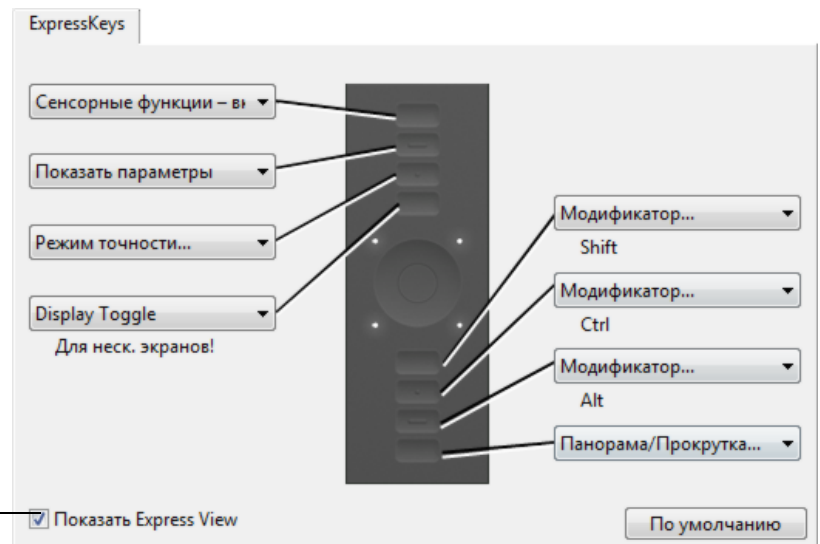 ExpressKeys
Сенсорные функции – вк
Показать параметры
Режим точности...
Display Toggle
Для неск. экранов!
Модификатор...
Shift
Модификатор...
Ctrl
Модификатор...
Alt
Панорама/Прокрутка...
Показать Express View
По умолчанию